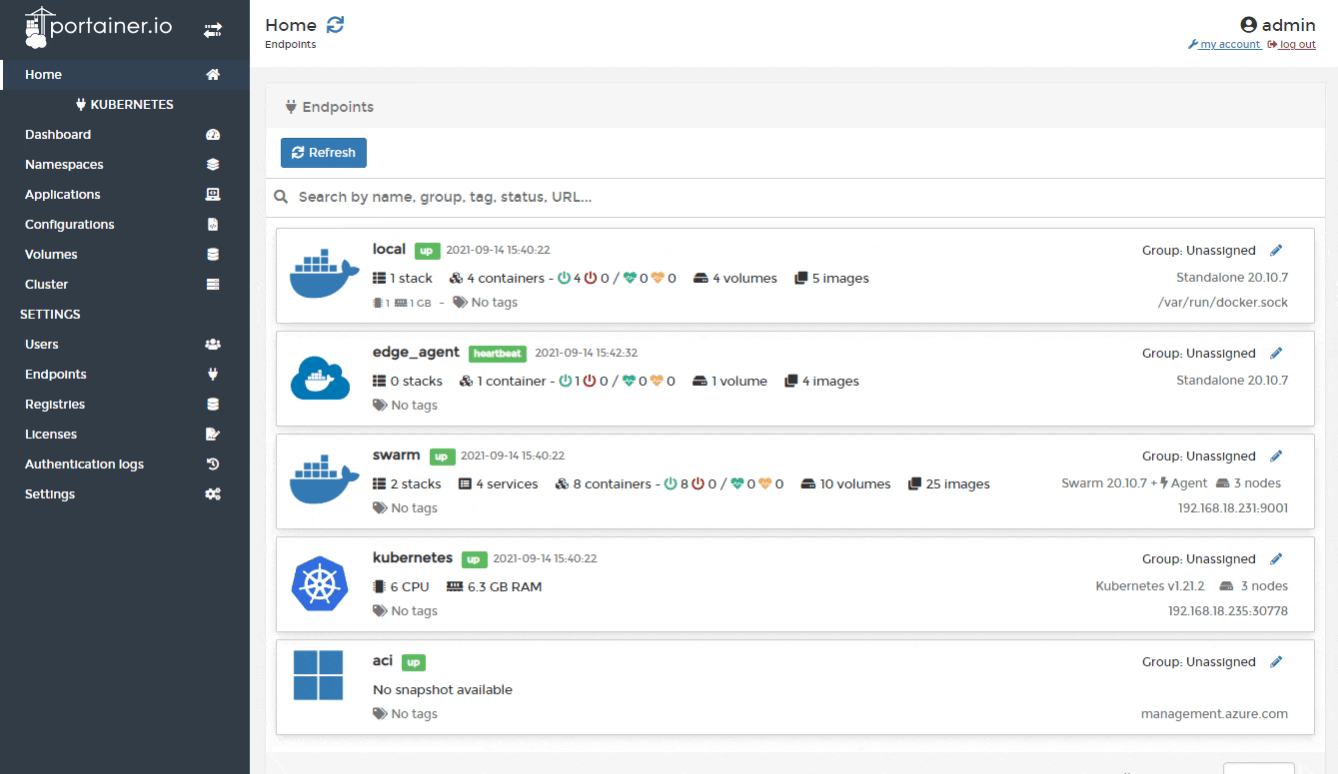 portainer.io
Home
KUBERNETES
Dashboard
Namespaces
Applications
Configurations
Volumes
Cluster
SETTINGS
Users
Endpoints
Registries
Licenses
Authentication logs
Settings
Home
Endpoints
admin
my account log out
Endpoints
Refresh
Search by name, group, tag, status, URL...
local up 2021-09-14 15:40:22 Group: Unassigned
1 stack 4 containers - 4 0 / 0 0 4 volumes 5 images Standalone 20.10.7
1 1 GB - No tags /var/run/docker.sock
edge_agent heartbeat 2021-09-14 15:42:32 Group: Unassigned
0 stacks 1 container - 1 0 / 0 0 1 volume 4 images Standalone 20.10.7
No tags
swarm up 2021-09-14 15:40:22 Group: Unassigned
2 stacks 4 services 8 containers - 8 0 / 0 0 10 volumes 25 images Swarm 20.10.7 + Agent 3 nodes
No tags 192.168.18.231:9001
kubernetes up 2021-09-14 15:40:22 Group: Unassigned
6 CPU 6.3 GB RAM Kubernetes v1.21.2 3 nodes
No tags 192.168.18.235:30778
aci up Group: Unassigned
No snapshot available
No tags management.azure.com